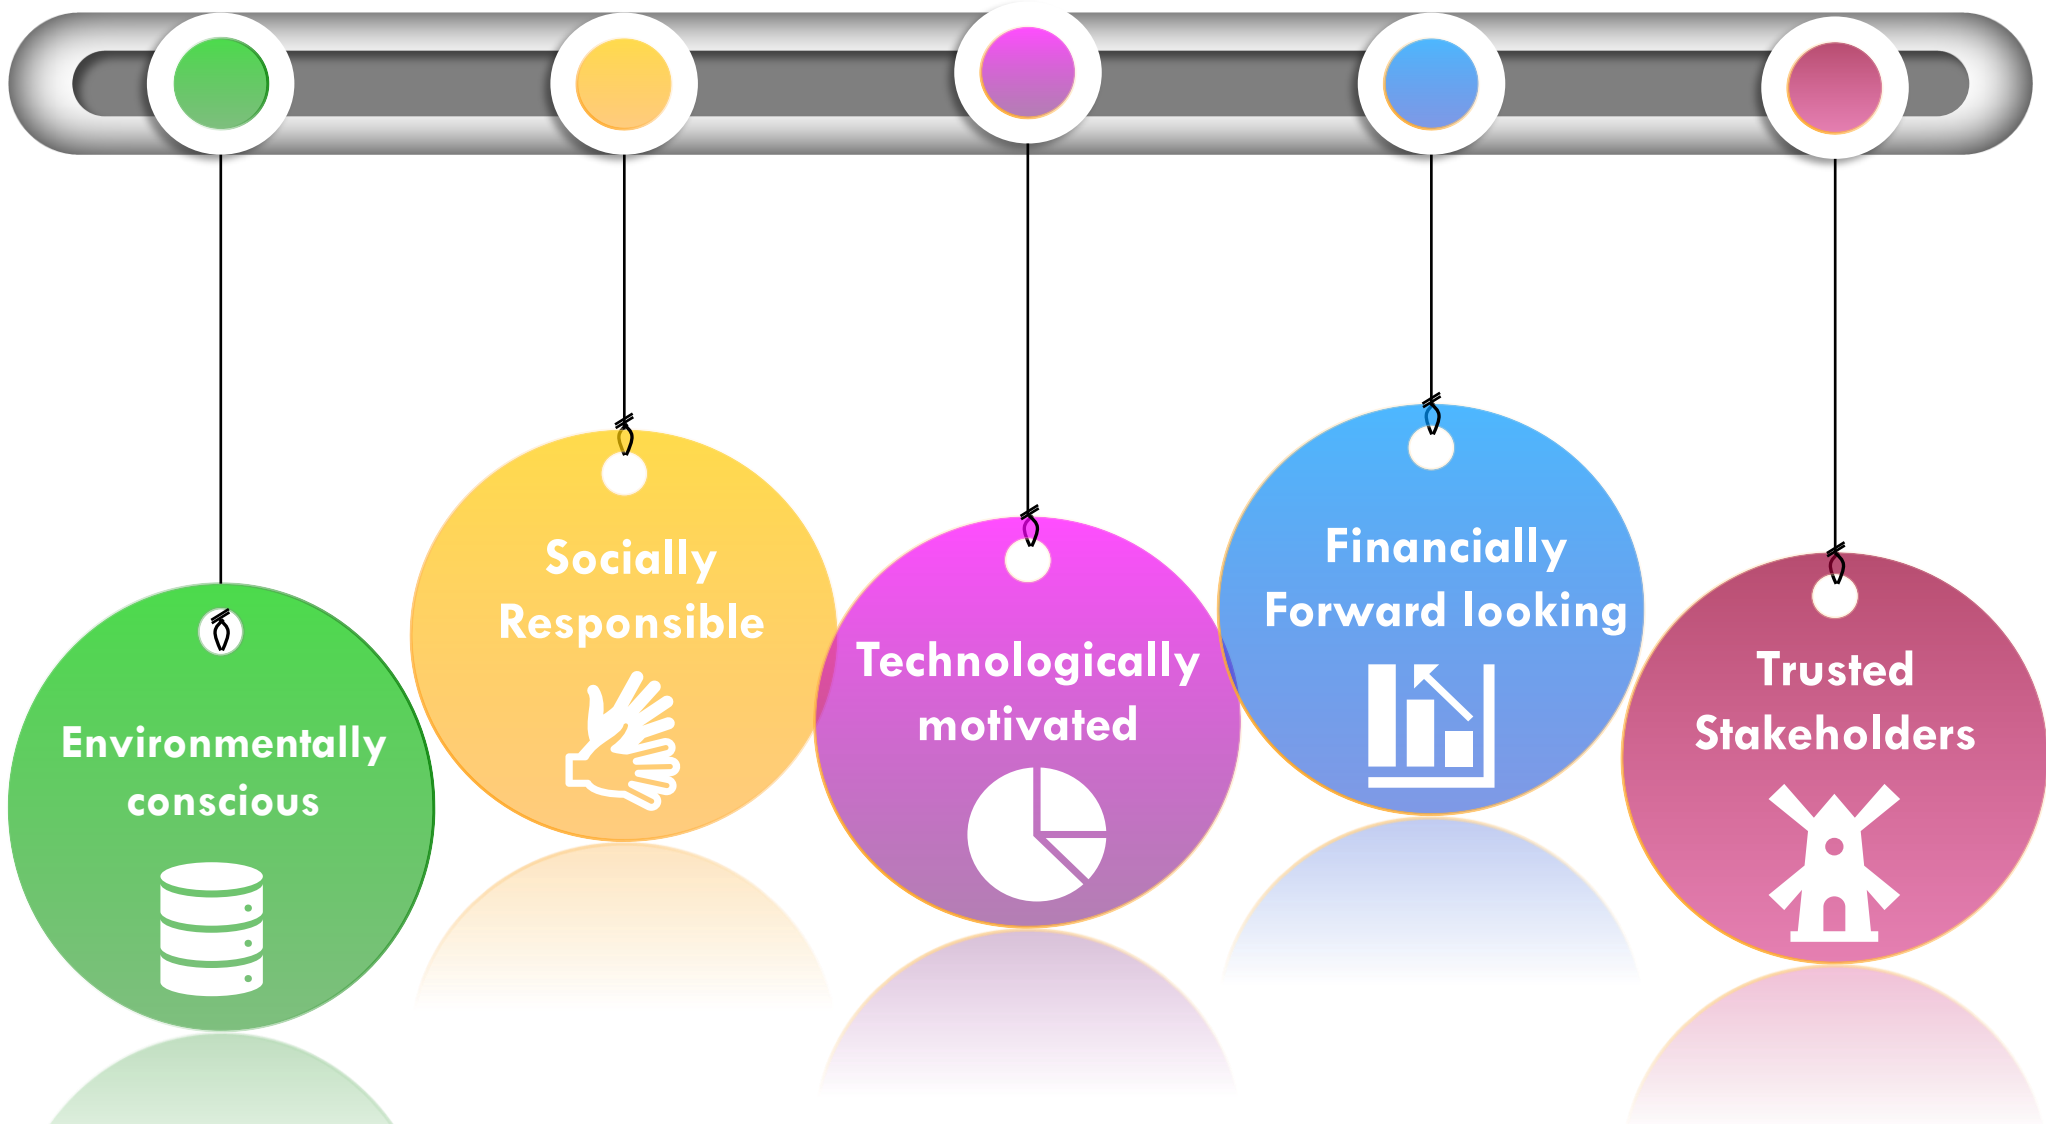 Environmentally
conscious
Socially
Responsible
Technologically
motivated
Financially
Forward looking
Trusted
Stakeholders